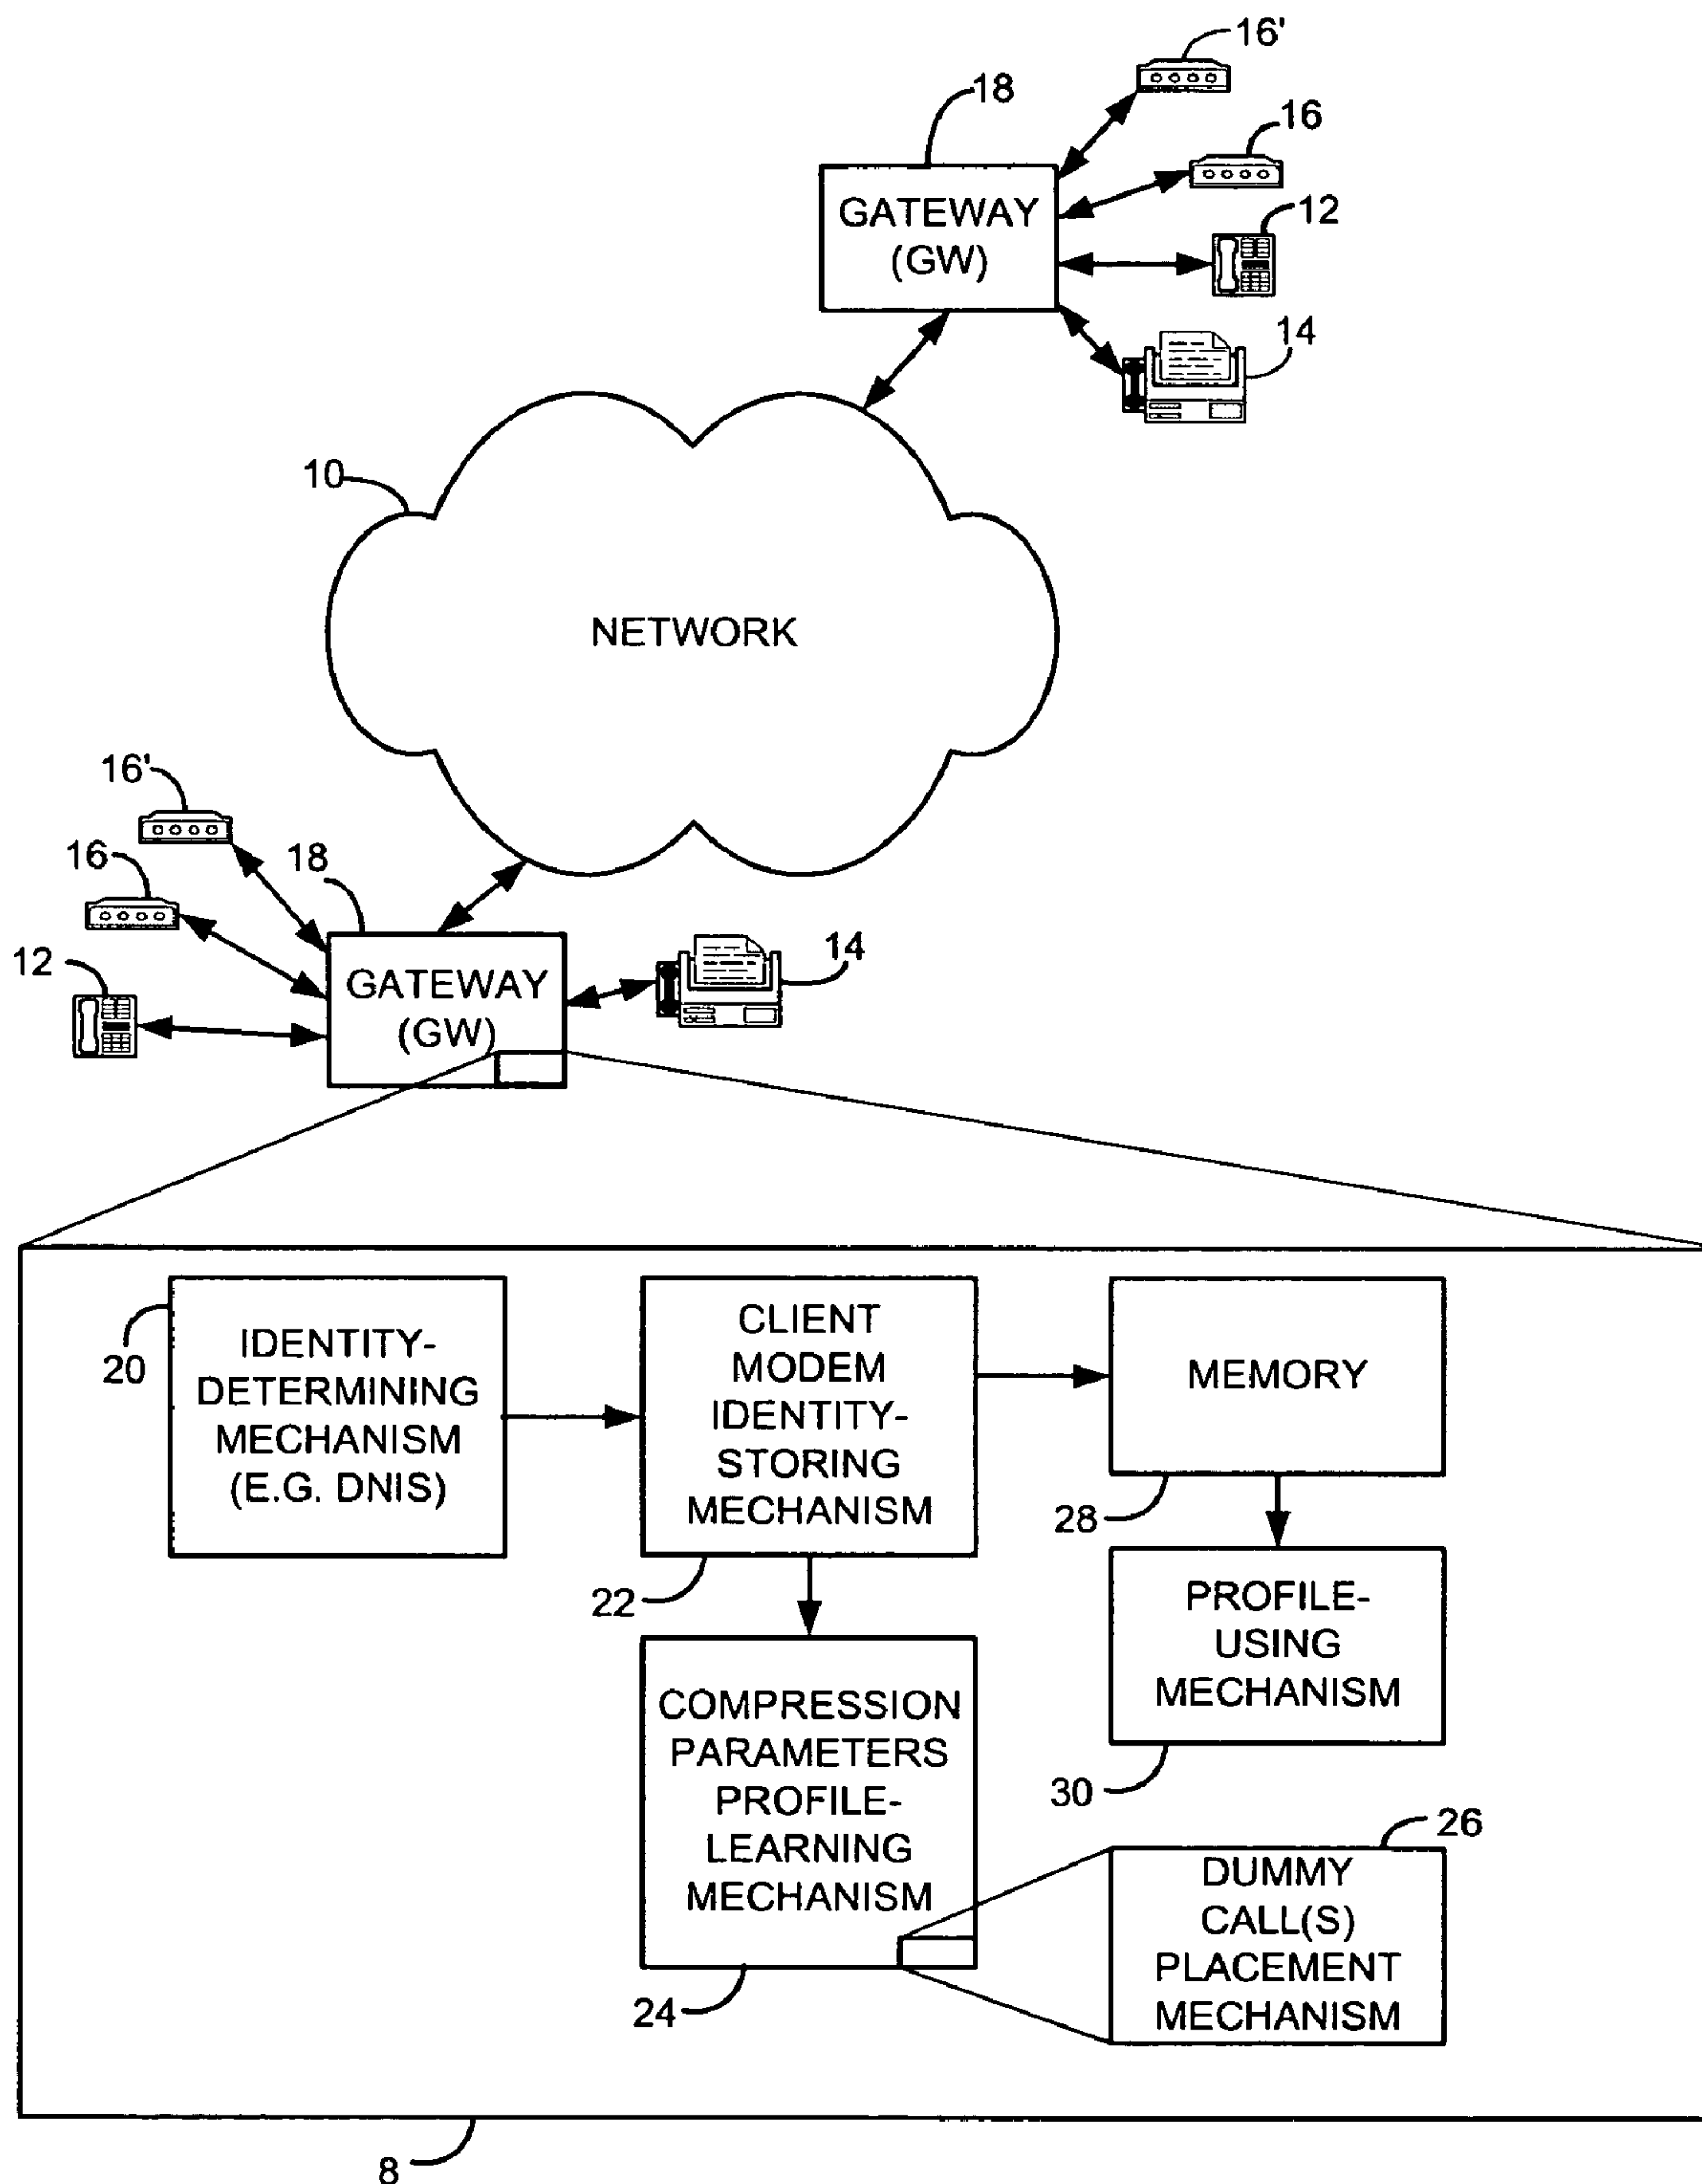 16'
18
16
GATEWAY
(GW)
12
14
10
NETWORK
16'
16
18
12
GATEWAY
(GW)
14
20
IDENTITY-
DETERMINING
MECHANISM
(E.G. DNIS)
CLIENT
MODEM
IDENTITY-
STORING
MECHANISM
22
MEMORY
28
PROFILE-
USING
MECHANISM
30
COMPRESSION
PARAMETERS
PROFILE-
LEARNING
MECHANISM
24
26
DUMMY
CALL(S)
PLACEMENT
MECHANISM
8